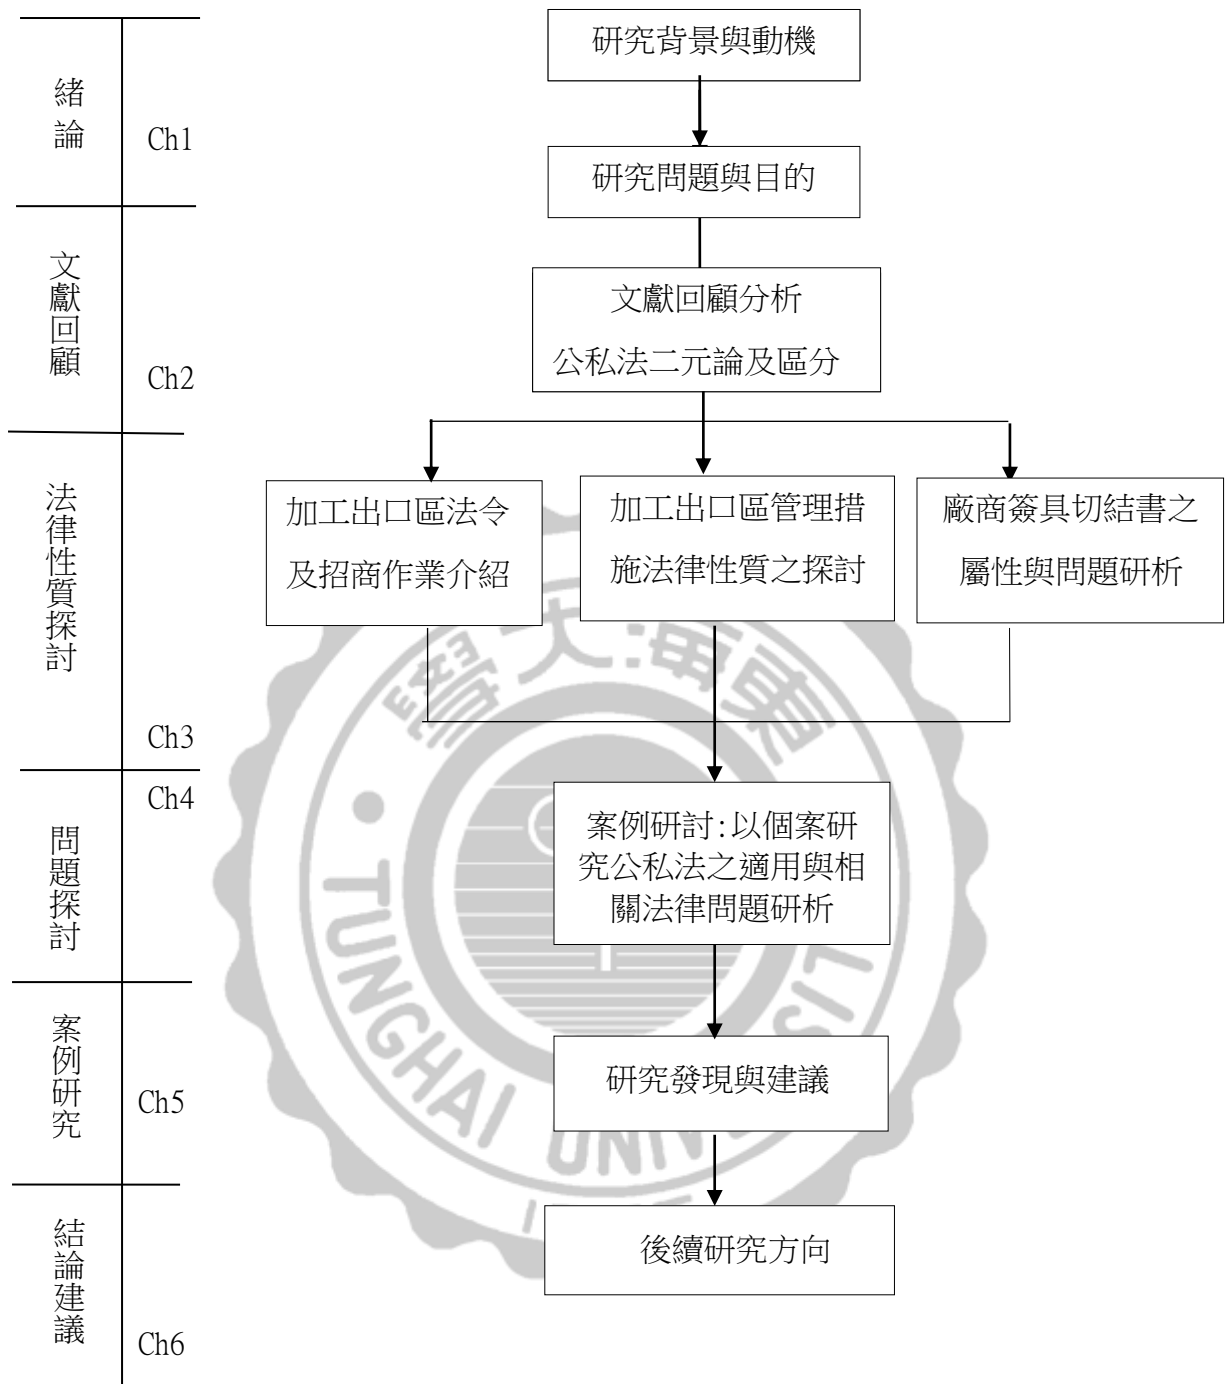 緒論
Ch1
研究背景與動機
研究問題與目的
文獻回顧
Ch2
文獻回顧分析
公私法二元論及區分
法律性質探討
Ch3
加工出口區法令
及招商作業介紹
加工出口區管理措
施法律性質之探討
廠商簽具切結書之
屬性與問題研析
問題探討
Ch4
案例研討:以個案研
究公私法之適用與相
關法律問題研析
案例研究
Ch5
研究發現與建議
結論建議
Ch6
後續研究方向
學大海東
TUNGHAI UNIVE